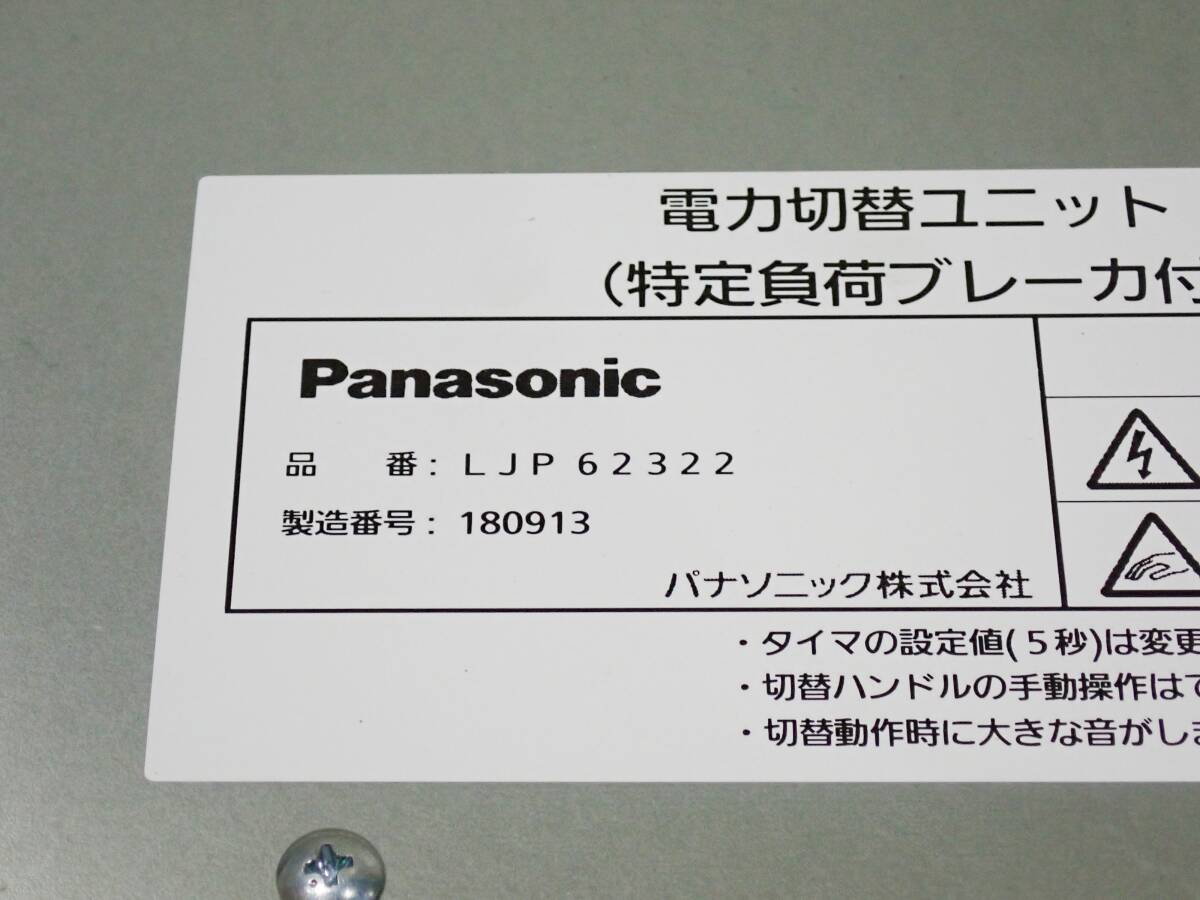 電力切替ユニット
(特定負荷ブレーカ付
Panasonic
品　番: LJP62322
製造番号: 180913
パナソニック株式会社
・タイマの設定値(5秒)は変更
・切替ハンドルの手動操作はで
・切替動作時に大きな音がしま